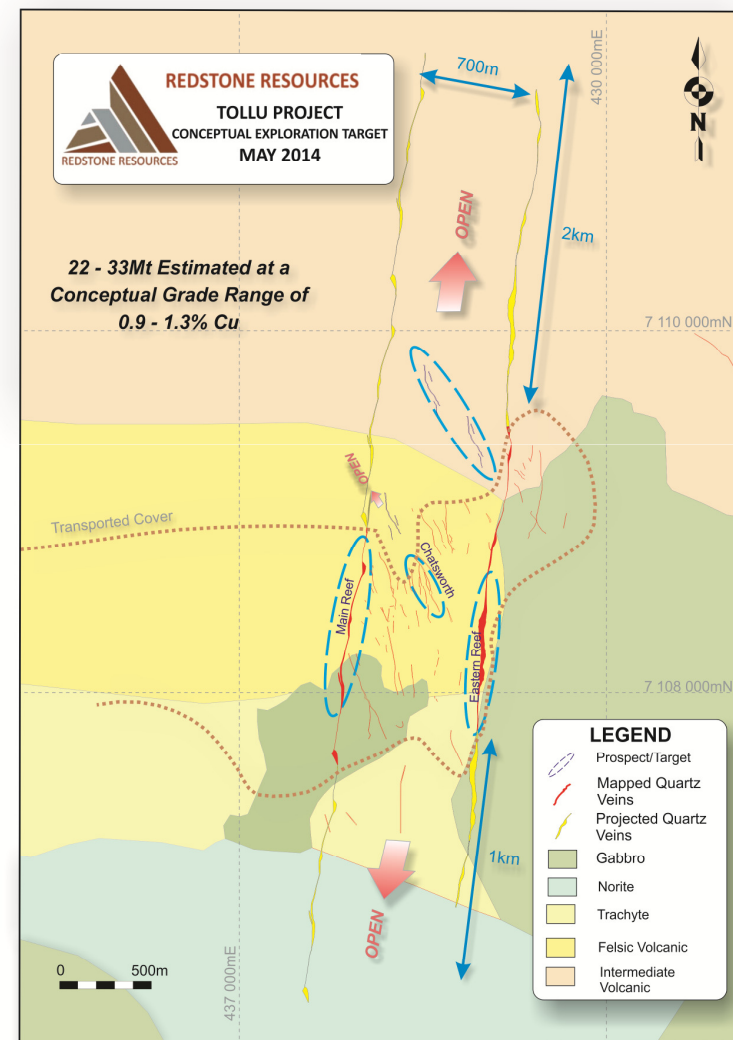 REDSTONE RESOURCES
TOLLU PROJECT
CONCEPTUAL EXPLORATION TARGET
MAY 2014
REDSTONE RESOURCES
700m
430 000mE
N
OPEN
2km
22 - 33Mt Estimated at a
Conceptual Grade Range of
0.9 - 1.3% Cu
7 110 000mN
OPEN
Transported Cover
Chatsworth
Main Reef
Eastern Reef
7 108 000mN
LEGEND
Prospect/Target
Mapped Quartz
Veins
Projected Quartz
Veins
Gabbro
Norite
Trachyte
Felsic Volcanic
Intermediate
Volcanic
1km
OPEN
0 500m
437 000mE